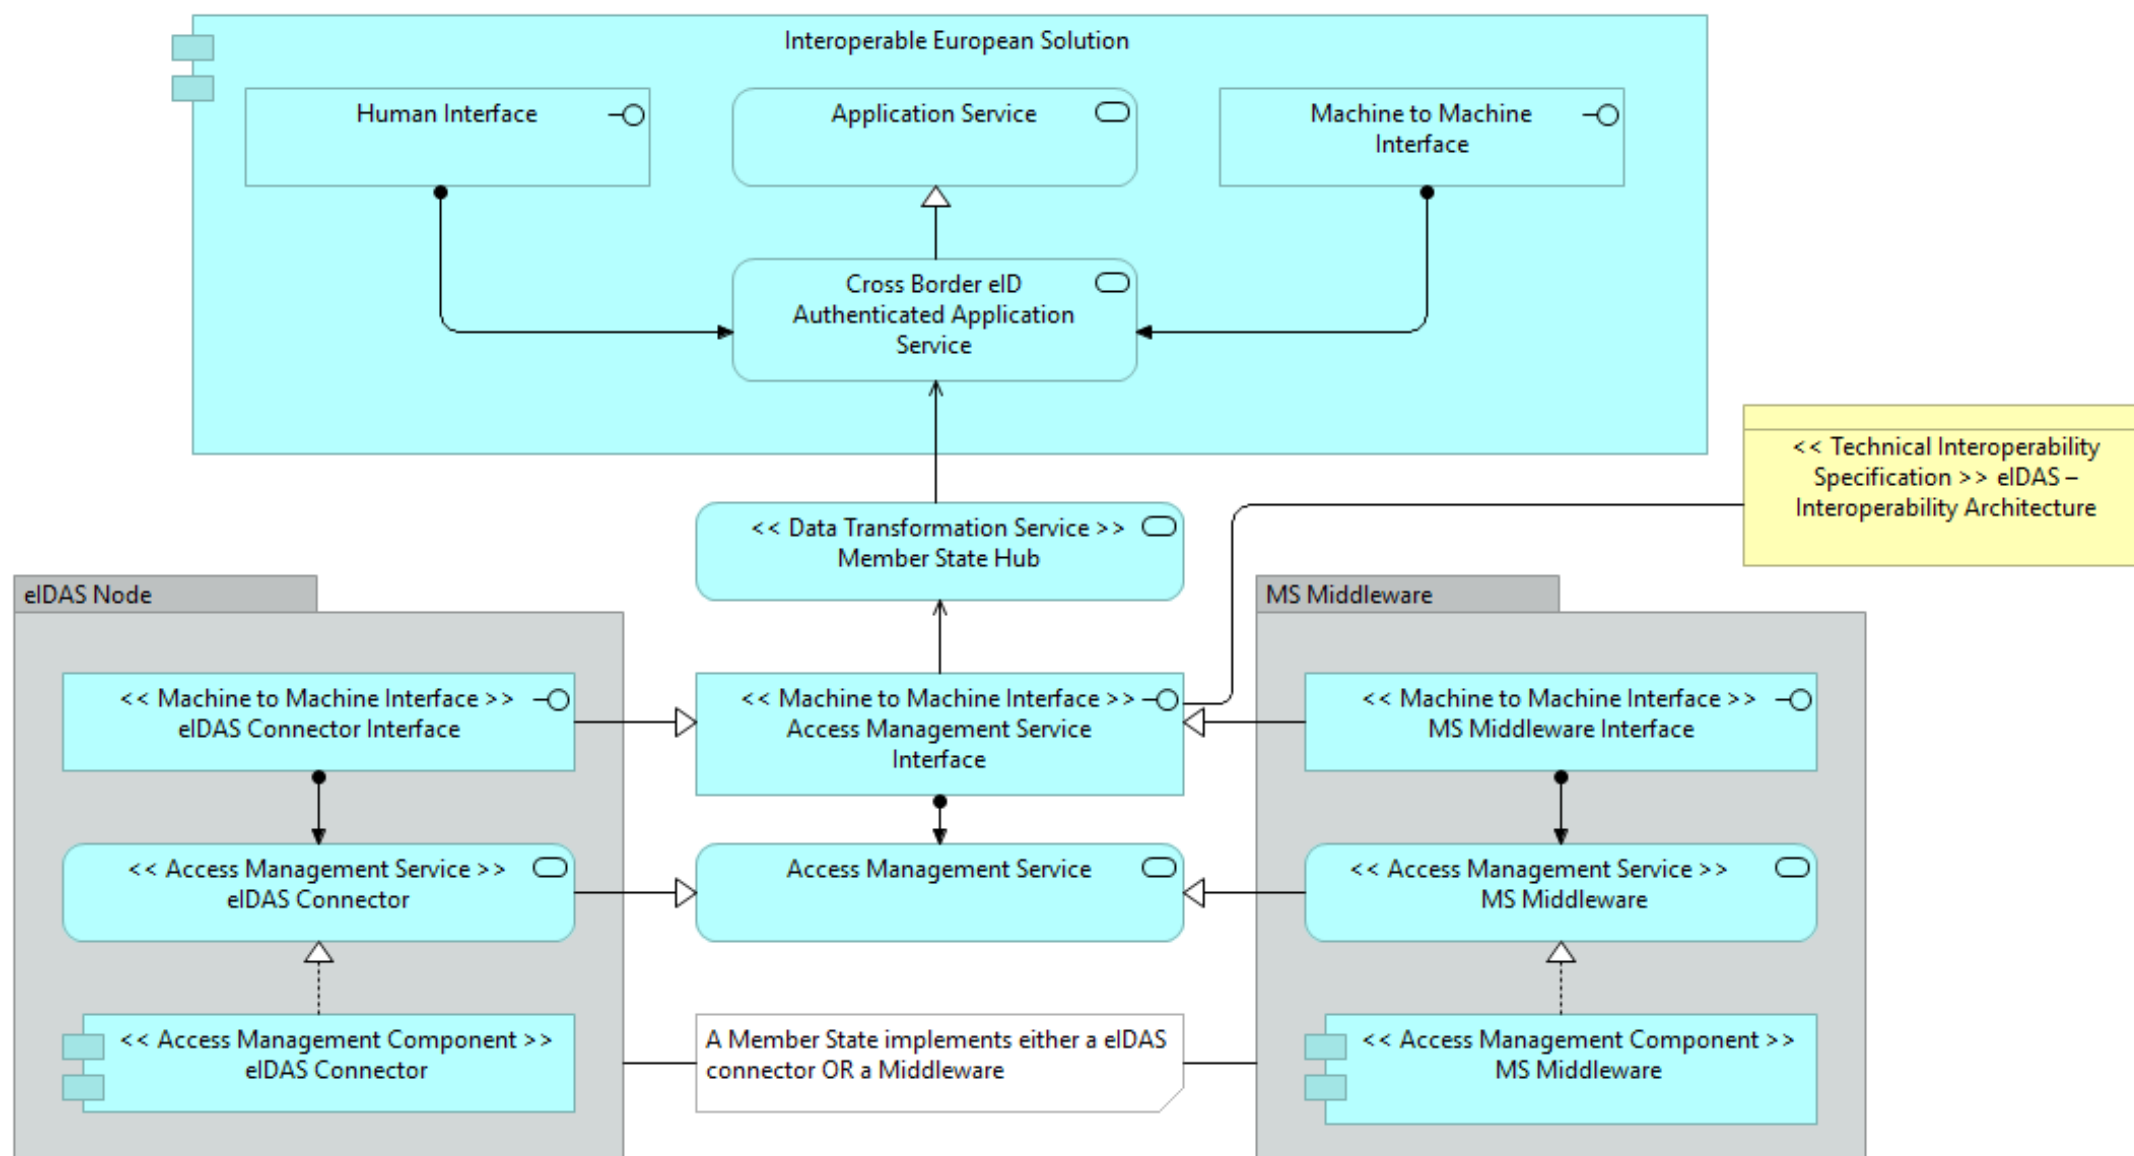 Interoperable European Solution
Human Interface
Application Service
Machine to Machine
Interface
Cross Border eID
Authenticated Application
Service
<< Technical Interoperability
Specification >> eIDAS –
Interoperability Architecture
<< Data Transformation Service >>
Member State Hub
eIDAS Node
MS Middleware
<< Machine to Machine Interface >>
eIDAS Connector Interface
<< Machine to Machine Interface >>
Access Management Service
Interface
<< Machine to Machine Interface >>
MS Middleware Interface
<< Access Management Service >>
eIDAS Connector
Access Management Service
<< Access Management Service >>
MS Middleware
<< Access Management Component >>
eIDAS Connector
A Member State implements either a eIDAS
connector OR a Middleware
<< Access Management Component >>
MS Middleware